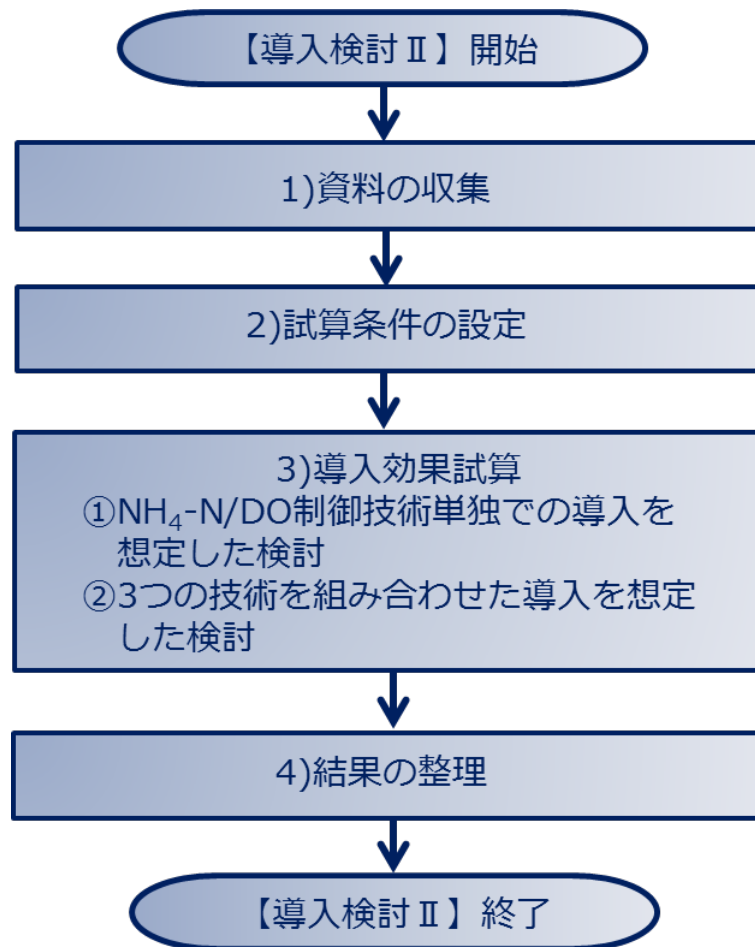 【導入検討Ⅱ】開始
1)資料の収集
2)試算条件の設定
3)導入効果試算
①NH₄-N/DO制御技術単独での導入を
想定した検討
②3つの技術を組み合わせた導入を想定
した検討
4)結果の整理
【導入検討Ⅱ】終了